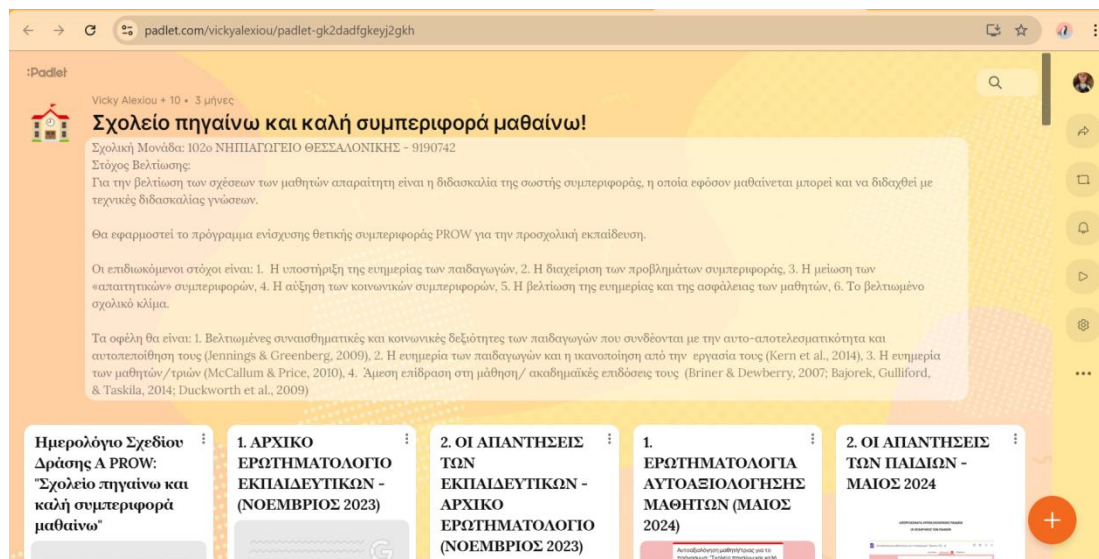 padlet.com/vickyalexiou/padlet-gk2dadfgkeyj2gkh
:Padlet
Vicky Alexiou + 10 • 3 μήνες
Σχολείο πηγαίνω και καλή συμπεριφορά μαθαίνω!
Σχολική Μονάδα: 102ο ΝΗΠΙΑΓΩΓΕΙΟ ΘΕΣΣΑΛΟΝΙΚΗΣ - 9190742
Στόχος Βελτίωσης:
Για την βελτίωση των σχέσεων των μαθητών απαραίτητη είναι η διδασκαλία της σωστής συμπεριφοράς, η οποία εφόσον μαθαίνεται μπορεί και να διδαχθεί με
τεχνικές διδασκαλίας γνώσεων.
Θα εφαρμοστεί το πρόγραμμα ενίσχυσης θετικής συμπεριφοράς PROW για την προσχολική εκπαίδευση.
Οι επιδιωκόμενοι στόχοι είναι: 1. Η υποστήριξη της ευημερίας των παιδαγωγών, 2. Η διαχείριση των προβλημάτων συμπεριφοράς, 3. Η μείωση των
«απαιτητικών» συμπεριφορών, 4. Η αύξηση των κοινωνικών συμπεριφορών, 5. Η βελτίωση της ευημερίας και της ασφάλειας των μαθητών, 6. Το βελτιωμένο
σχολικό κλίμα.
Τα οφέλη θα είναι: 1. Βελτιωμένες συναισθηματικές και κοινωνικές δεξιότητες των παιδαγωγών που συνδέονται με την αυτο-αποτελεσματικότητα και
αυτοπεποίθηση τους (Jennings & Greenberg, 2009), 2. Η ευημερία των παιδαγωγών και η ικανοποίηση από την εργασία τους (Kern et al., 2014), 3. Η ευημερία
των μαθητών/τριών (McCallum & Price, 2010), 4. Άμεση επίδραση στη μάθηση/ ακαδημαϊκές επιδόσεις τους (Briner & Dewberry, 2007; Bajorek, Gulliford,
& Taskila, 2014; Duckworth et al., 2009)
Ημερολόγιο Σχεδίου
Δράσης Α PROW:
"Σχολείο πηγαίνω και
καλή συμπεριφορά
μαθαίνω"
1. ΑΡΧΙΚΟ
ΕΡΩΤΗΜΑΤΟΛΟΓΙΟ
ΕΚΠΑΙΔΕΥΤΙΚΩΝ -
(ΝΟΕΜΒΡΙΟΣ 2023)
2. ΟΙ ΑΠΑΝΤΗΣΕΙΣ
ΤΩΝ
ΕΚΠΑΙΔΕΥΤΙΚΩΝ -
ΑΡΧΙΚΟ
ΕΡΩΤΗΜΑΤΟΛΟΓΙΟ
(ΝΟΕΜΒΡΙΟΣ 2023)
1.
ΕΡΩΤΗΜΑΤΟΛΟΓΙΑ
ΑΥΤΟΑΞΙΟΛΟΓΗΣΗΣ
ΜΑΘΗΤΩΝ (ΜΑΙΟΣ
2024)
Αυτοαξιολόγηση μαθητή/τριας για το
2. ΟΙ ΑΠΑΝΤΗΣΕΙΣ
ΤΩΝ ΠΑΙΔΙΩΝ -
ΜΑΙΟΣ 2024